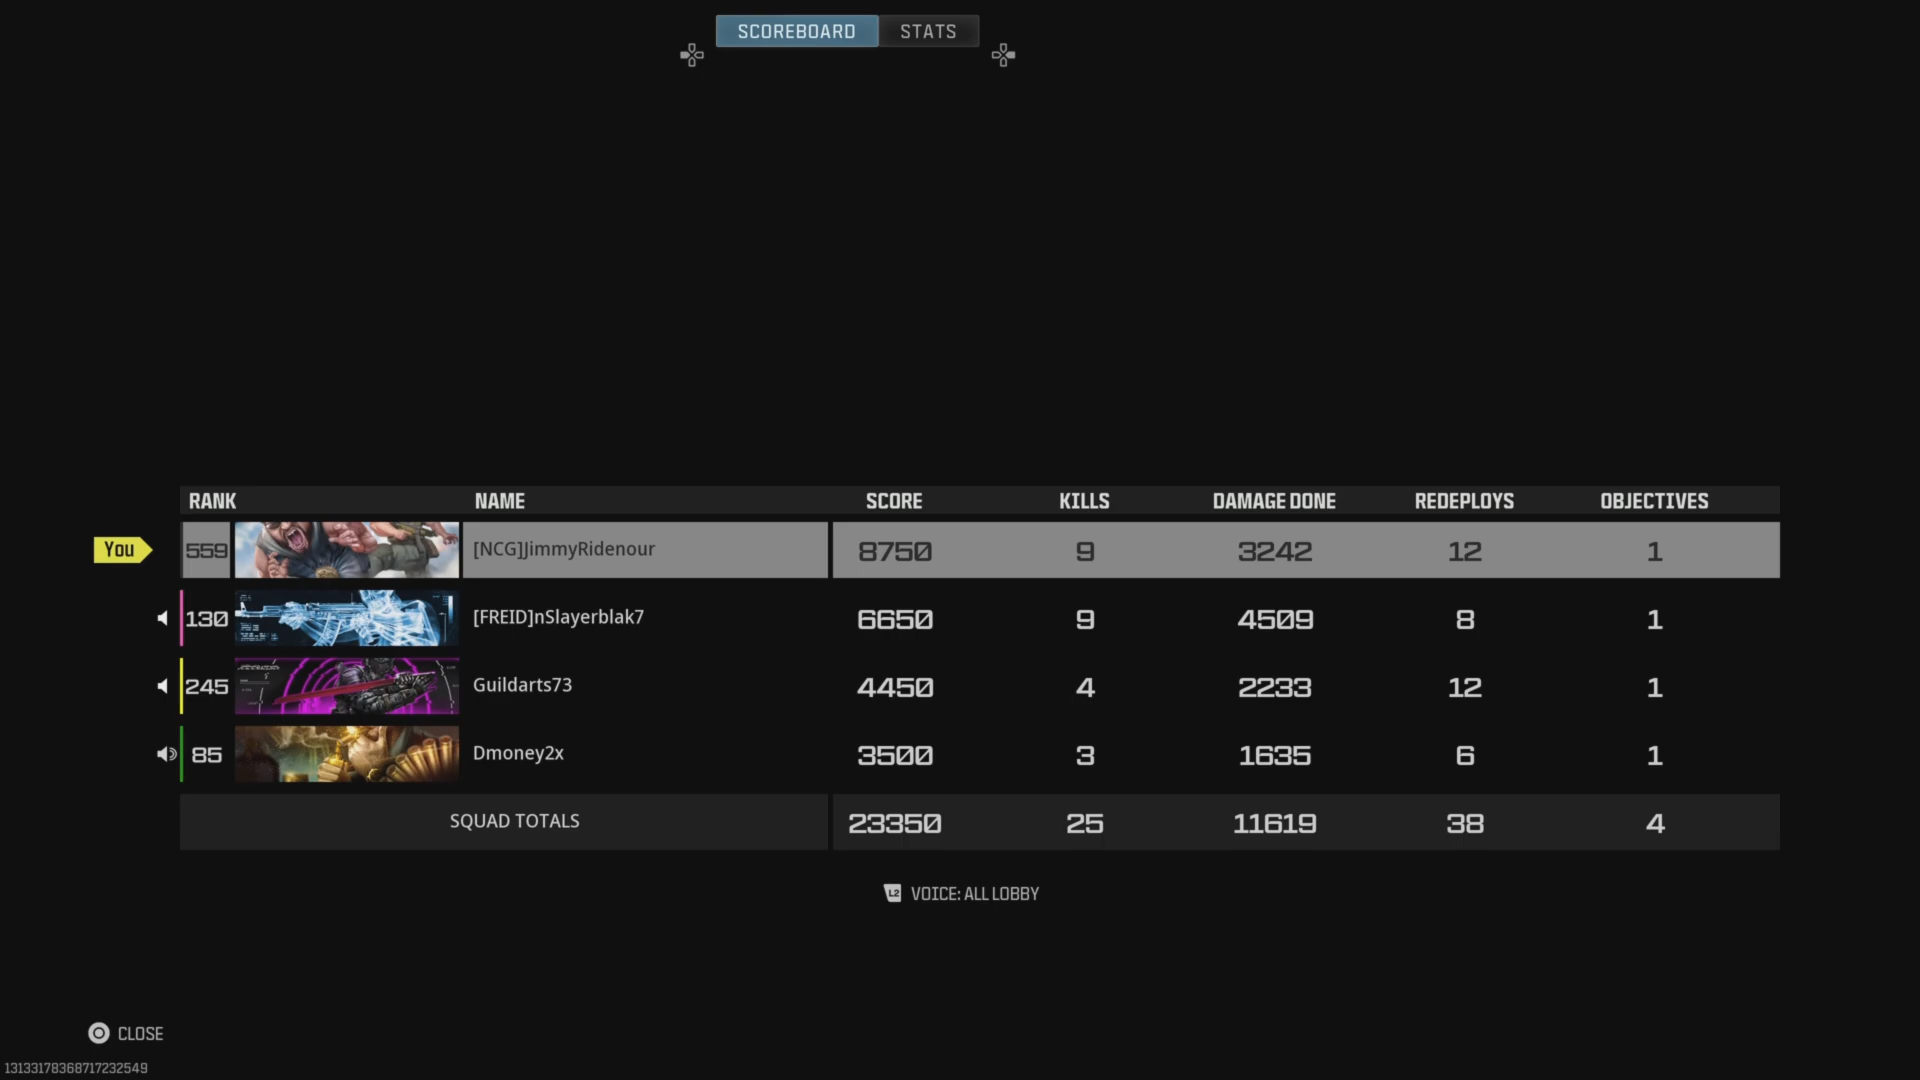 SCOREBOARD STATS
RANK NAME SCORE KILLS DAMAGE DONE REDEPLOYS OBJECTIVES
You 559 [NCG]JimmyRidenour 8750 9 3242 12 1
130 [FREID]nSlayerblak7 6650 9 4509 8 1
245 Guildarts73 4450 4 2233 12 1
85 Dmoney2x 3500 3 1635 6 1
SQUAD TOTALS 23350 25 11619 38 4
L2 VOICE: ALL LOBBY
CLOSE
13133178368717232549